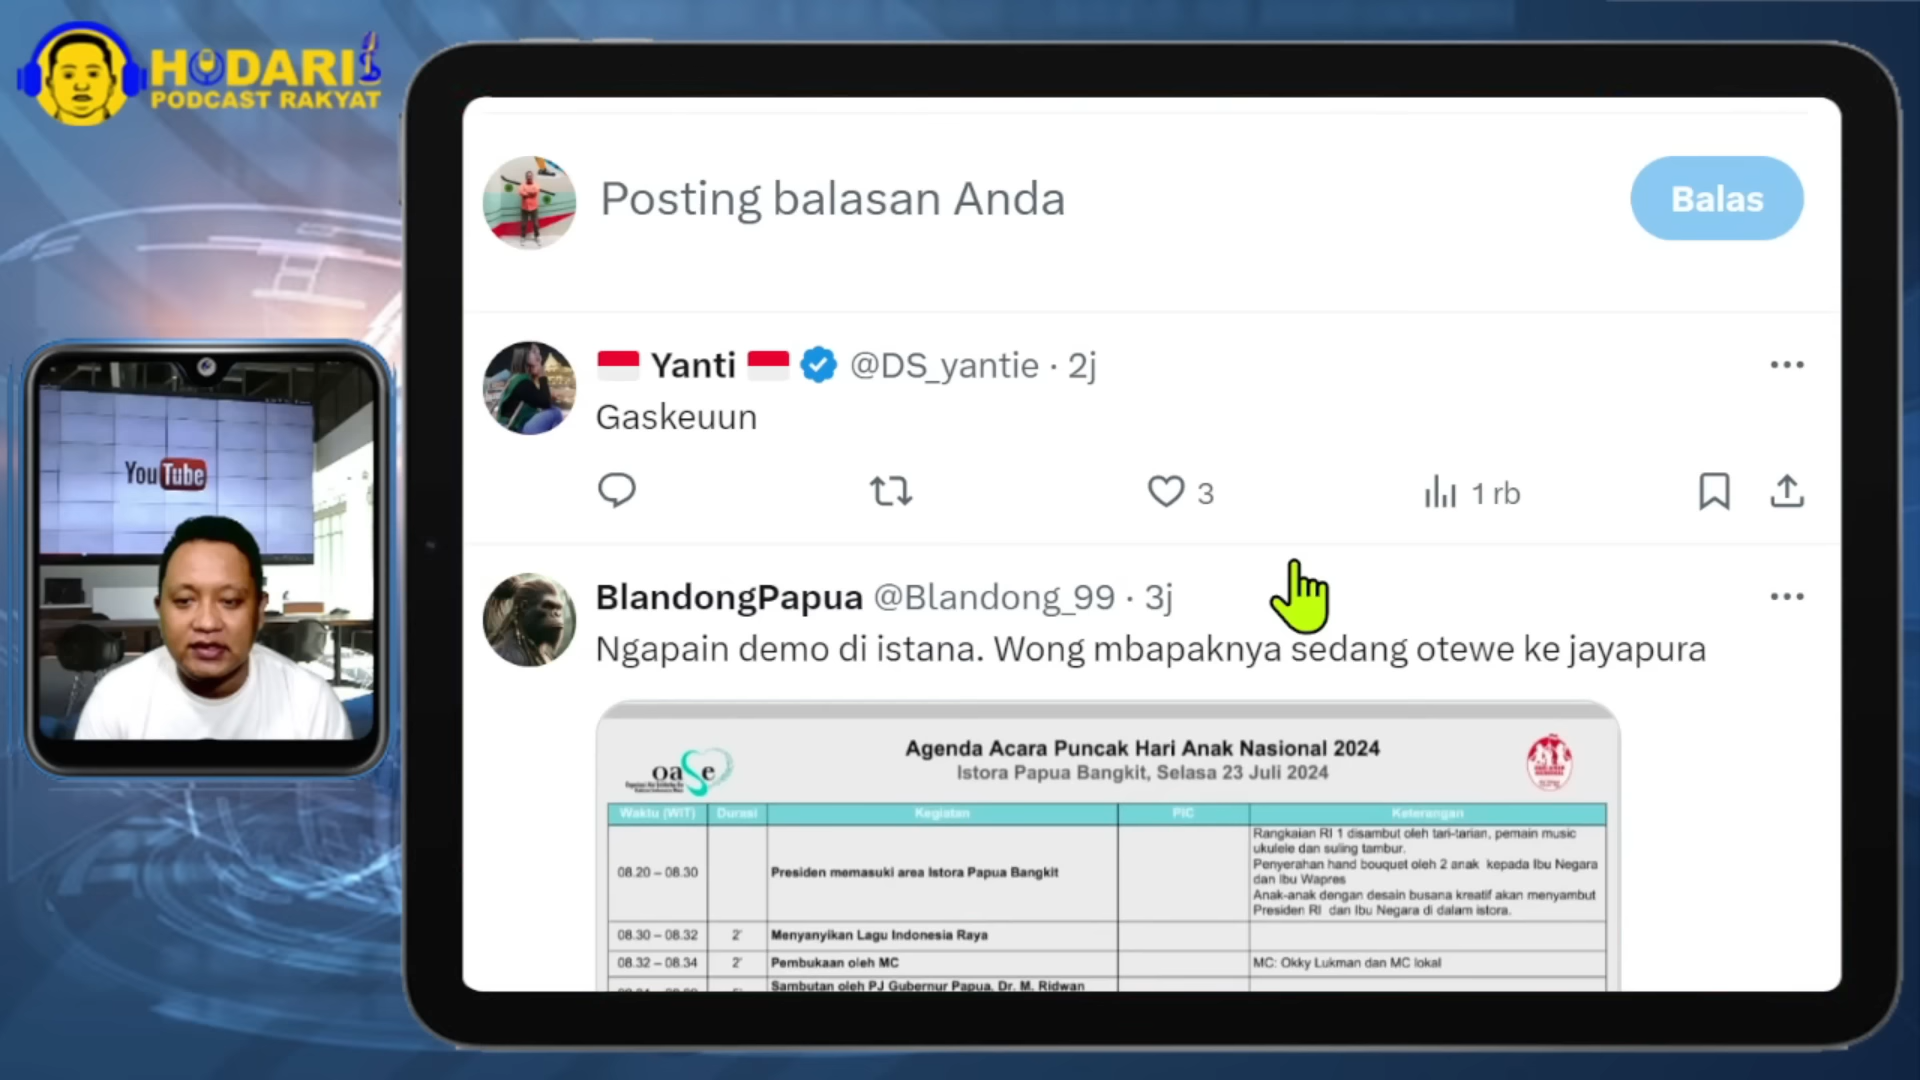 HODARI
PODCAST RAKYAT
YouTube
Posting balasan Anda
Balas
Yanti @DS_yantie · 2j
Gaskeuun
3
1 rb
BlandongPapua @Blandong_99 · 3j
Ngapain demo di istana. Wong mbapaknya sedang otewe ke jayapura
oase
Agenda Acara Puncak Hari Anak Nasional 2024
Istora Papua Bangkit, Selasa 23 Juli 2024
Waktu (WIT) Durasi Kegiatan PIC Keterangan
08.20 – 08.30 Presiden memasuki area Istora Papua Bangkit
Rangkaian RI 1 disambut oleh tari-tarian, pemain music
ukulele dan suling tambur.
Penyerahan hand bouquet oleh 2 anak kepada Ibu Negara
dan Ibu Wapres
Anak-anak dengan desain busana kreatif akan menyambut
Presiden RI dan Ibu Negara di dalam istora.
08.30 – 08.32 2' Menyanyikan Lagu Indonesia Raya
08.32 – 08.34 2' Pembukaan oleh MC MC: Okky Lukman dan MC lokal
Sambutan oleh PJ Gubernur Papua, Dr. M. Ridwan